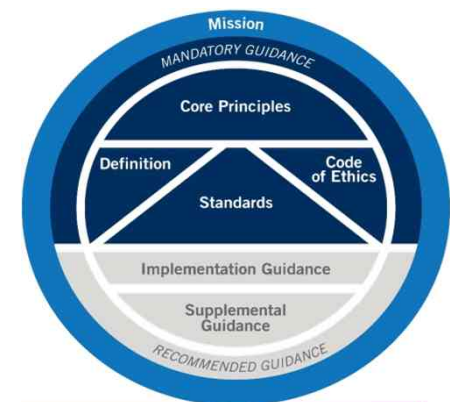 Mission
MANDATORY GUIDANCE
Core Principles
Definition
Code
of Ethics
Standards
Implementation Guidance
Supplemental
Guidance
RECOMMENDED GUIDANCE